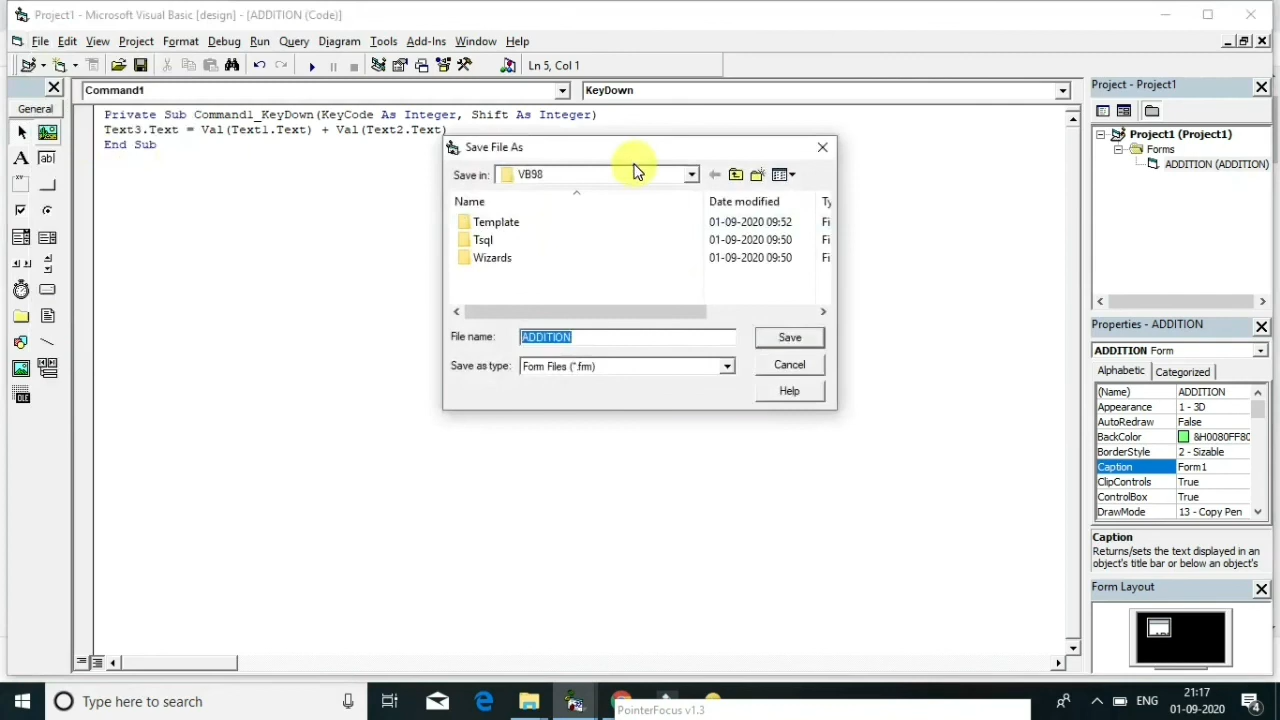 Project1 - Microsoft Visual Basic [design] - [ADDITION (Code)]
File Edit View Project Format Debug Run Query Diagram Tools Add-Ins Window Help
Ln 5, Col 1
General
Command1
KeyDown
Private Sub Command1_KeyDown(KeyCode As Integer, Shift As Integer)
Text3.Text = Val(Text1.Text) + Val(Text2.Text)
End Sub
Save File As
Save in: VB98
Name Date modified Ty
Template 01-09-2020 09:52 Fi
Tsql 01-09-2020 09:50 Fi
Wizards 01-09-2020 09:50 Fi
File name: ADDITION Save
Save as type: Form Files (*.frm) Cancel
Help
Project - Project1
Project1 (Project1)
Forms
ADDITION (ADDITION)
Properties - ADDITION
ADDITION Form
Alphabetic Categorized
(Name) ADDITION
Appearance 1 - 3D
AutoRedraw False
BackColor &H0080FF80
BorderStyle 2 - Sizable
Caption Form1
ClipControls True
ControlBox True
DrawMode 13 - Copy Pen
Caption
Returns/sets the text displayed in an
object's title bar or below an object's
Form Layout
Type here to search
PointerFocus v1.3
ENG
21:17
01-09-2020
4